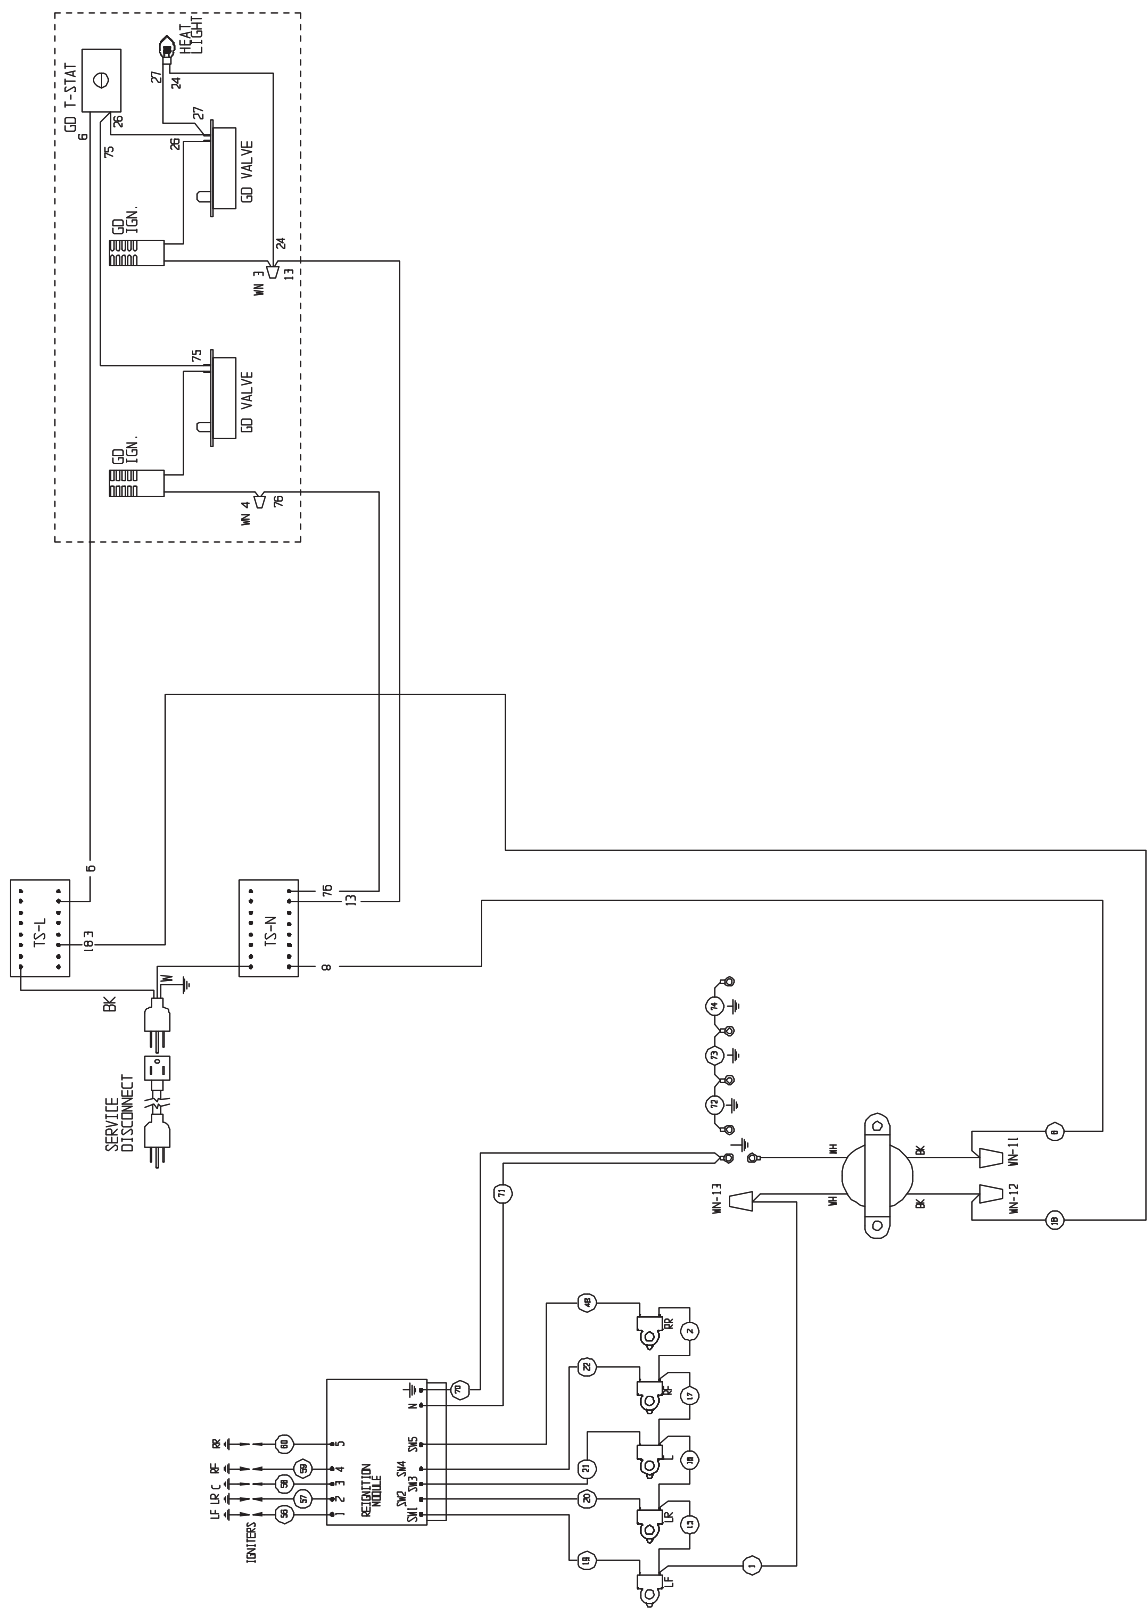 HEAT
LIGHT
GD T-STAT
27
24
6
75
26
27
26
GD VALVE
GD
IGN.
24
WN 3
13
75
GD VALVE
GD
IGN.
WN 4
76
6
TS-L
TS-N
76
13
8
BK
W
SERVICE
DISCONNECT
74
73
72
WH
WH
BK
BK
8
WN-11
WN-12
18
WN-13
71
70
48
RR
2
22
RF
17
21
20
LR
19
LF
1
N
RR
RF
C
LR
LF
60
59
58
57
56
5
4
3
2
1
IGNITERS
REIGNITION
MODULE
SW5
SW4
SW3
SW2
SW1